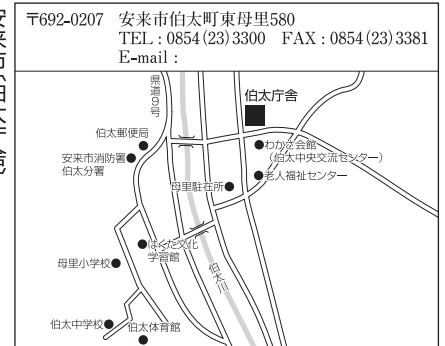 〒692-0207 安来市伯太町東母里580
TEL : 0854(23)3300 FAX : 0854(23)3381
E-mail :
県道9号
伯太庁舎
伯太郵便局
安来市消防署
伯太分署
わかさ会館
(伯太中央交流センター)
老人福祉センター
母里駐在所
はくた文化
学習館
母里小学校
伯太川
伯太中学校
伯太体育館